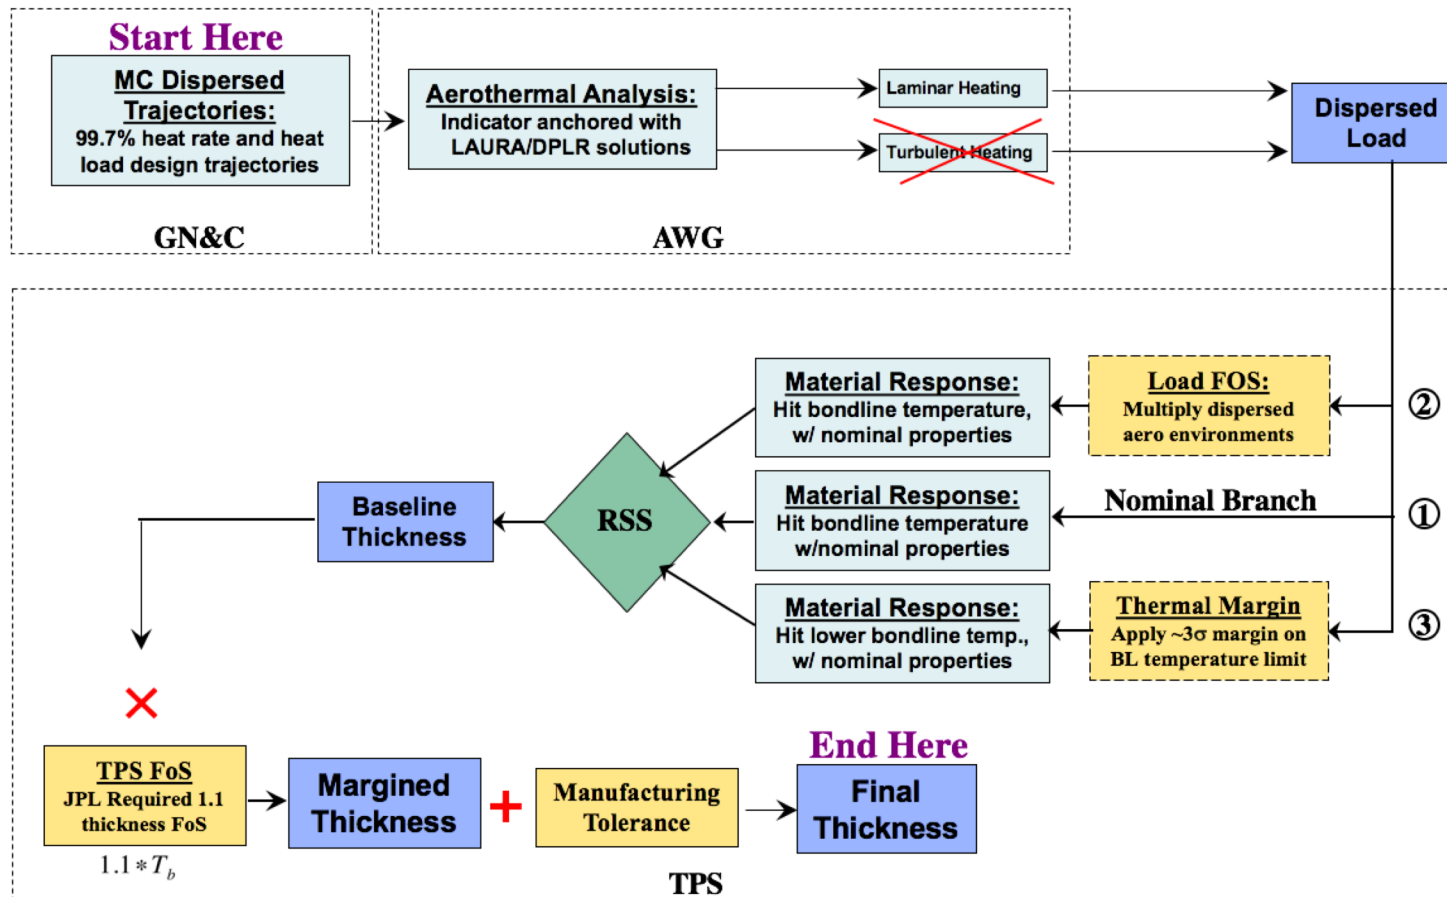 Start Here
MC Dispersed
Trajectories:
99.7% heat rate and heat
load design trajectories
GN&C
Aerothermal Analysis:
Indicator anchored with
LAURA/DPLR solutions
Laminar Heating
Turbulent Heating
AWG
Dispersed
Load
Material Response:
Hit bondline temperature,
w/ nominal properties
Load FOS:
Multiply dispersed
aero environments
②
Baseline
Thickness
RSS
Material Response:
Hit bondline temperature
w/nominal properties
Nominal Branch
①
Material Response:
Hit lower bondline temp.,
w/ nominal properties
Thermal Margin
Apply ~3σ margin on
BL temperature limit
③
×
TPS FoS
JPL Required 1.1
thickness FoS
1.1 * T_b
Margined
Thickness
+
Manufacturing
Tolerance
End Here
Final
Thickness
TPS